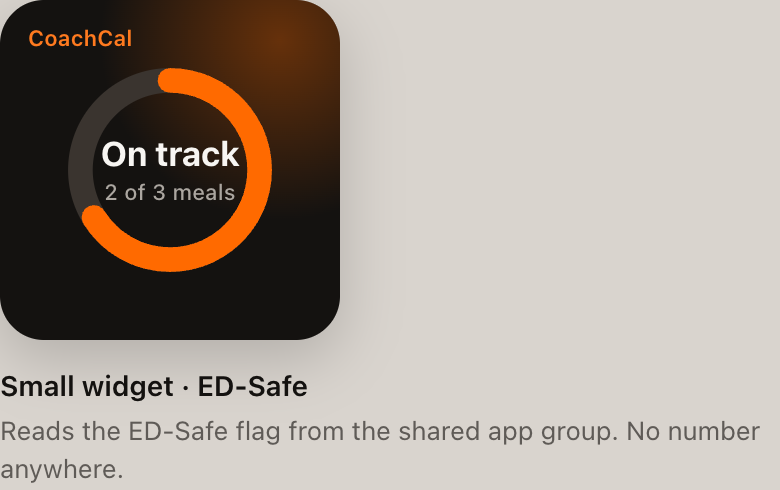 CoachCal
On track
2 of 3 meals
Small widget · ED-Safe
Reads the ED-Safe flag from the shared app group. No number
anywhere.